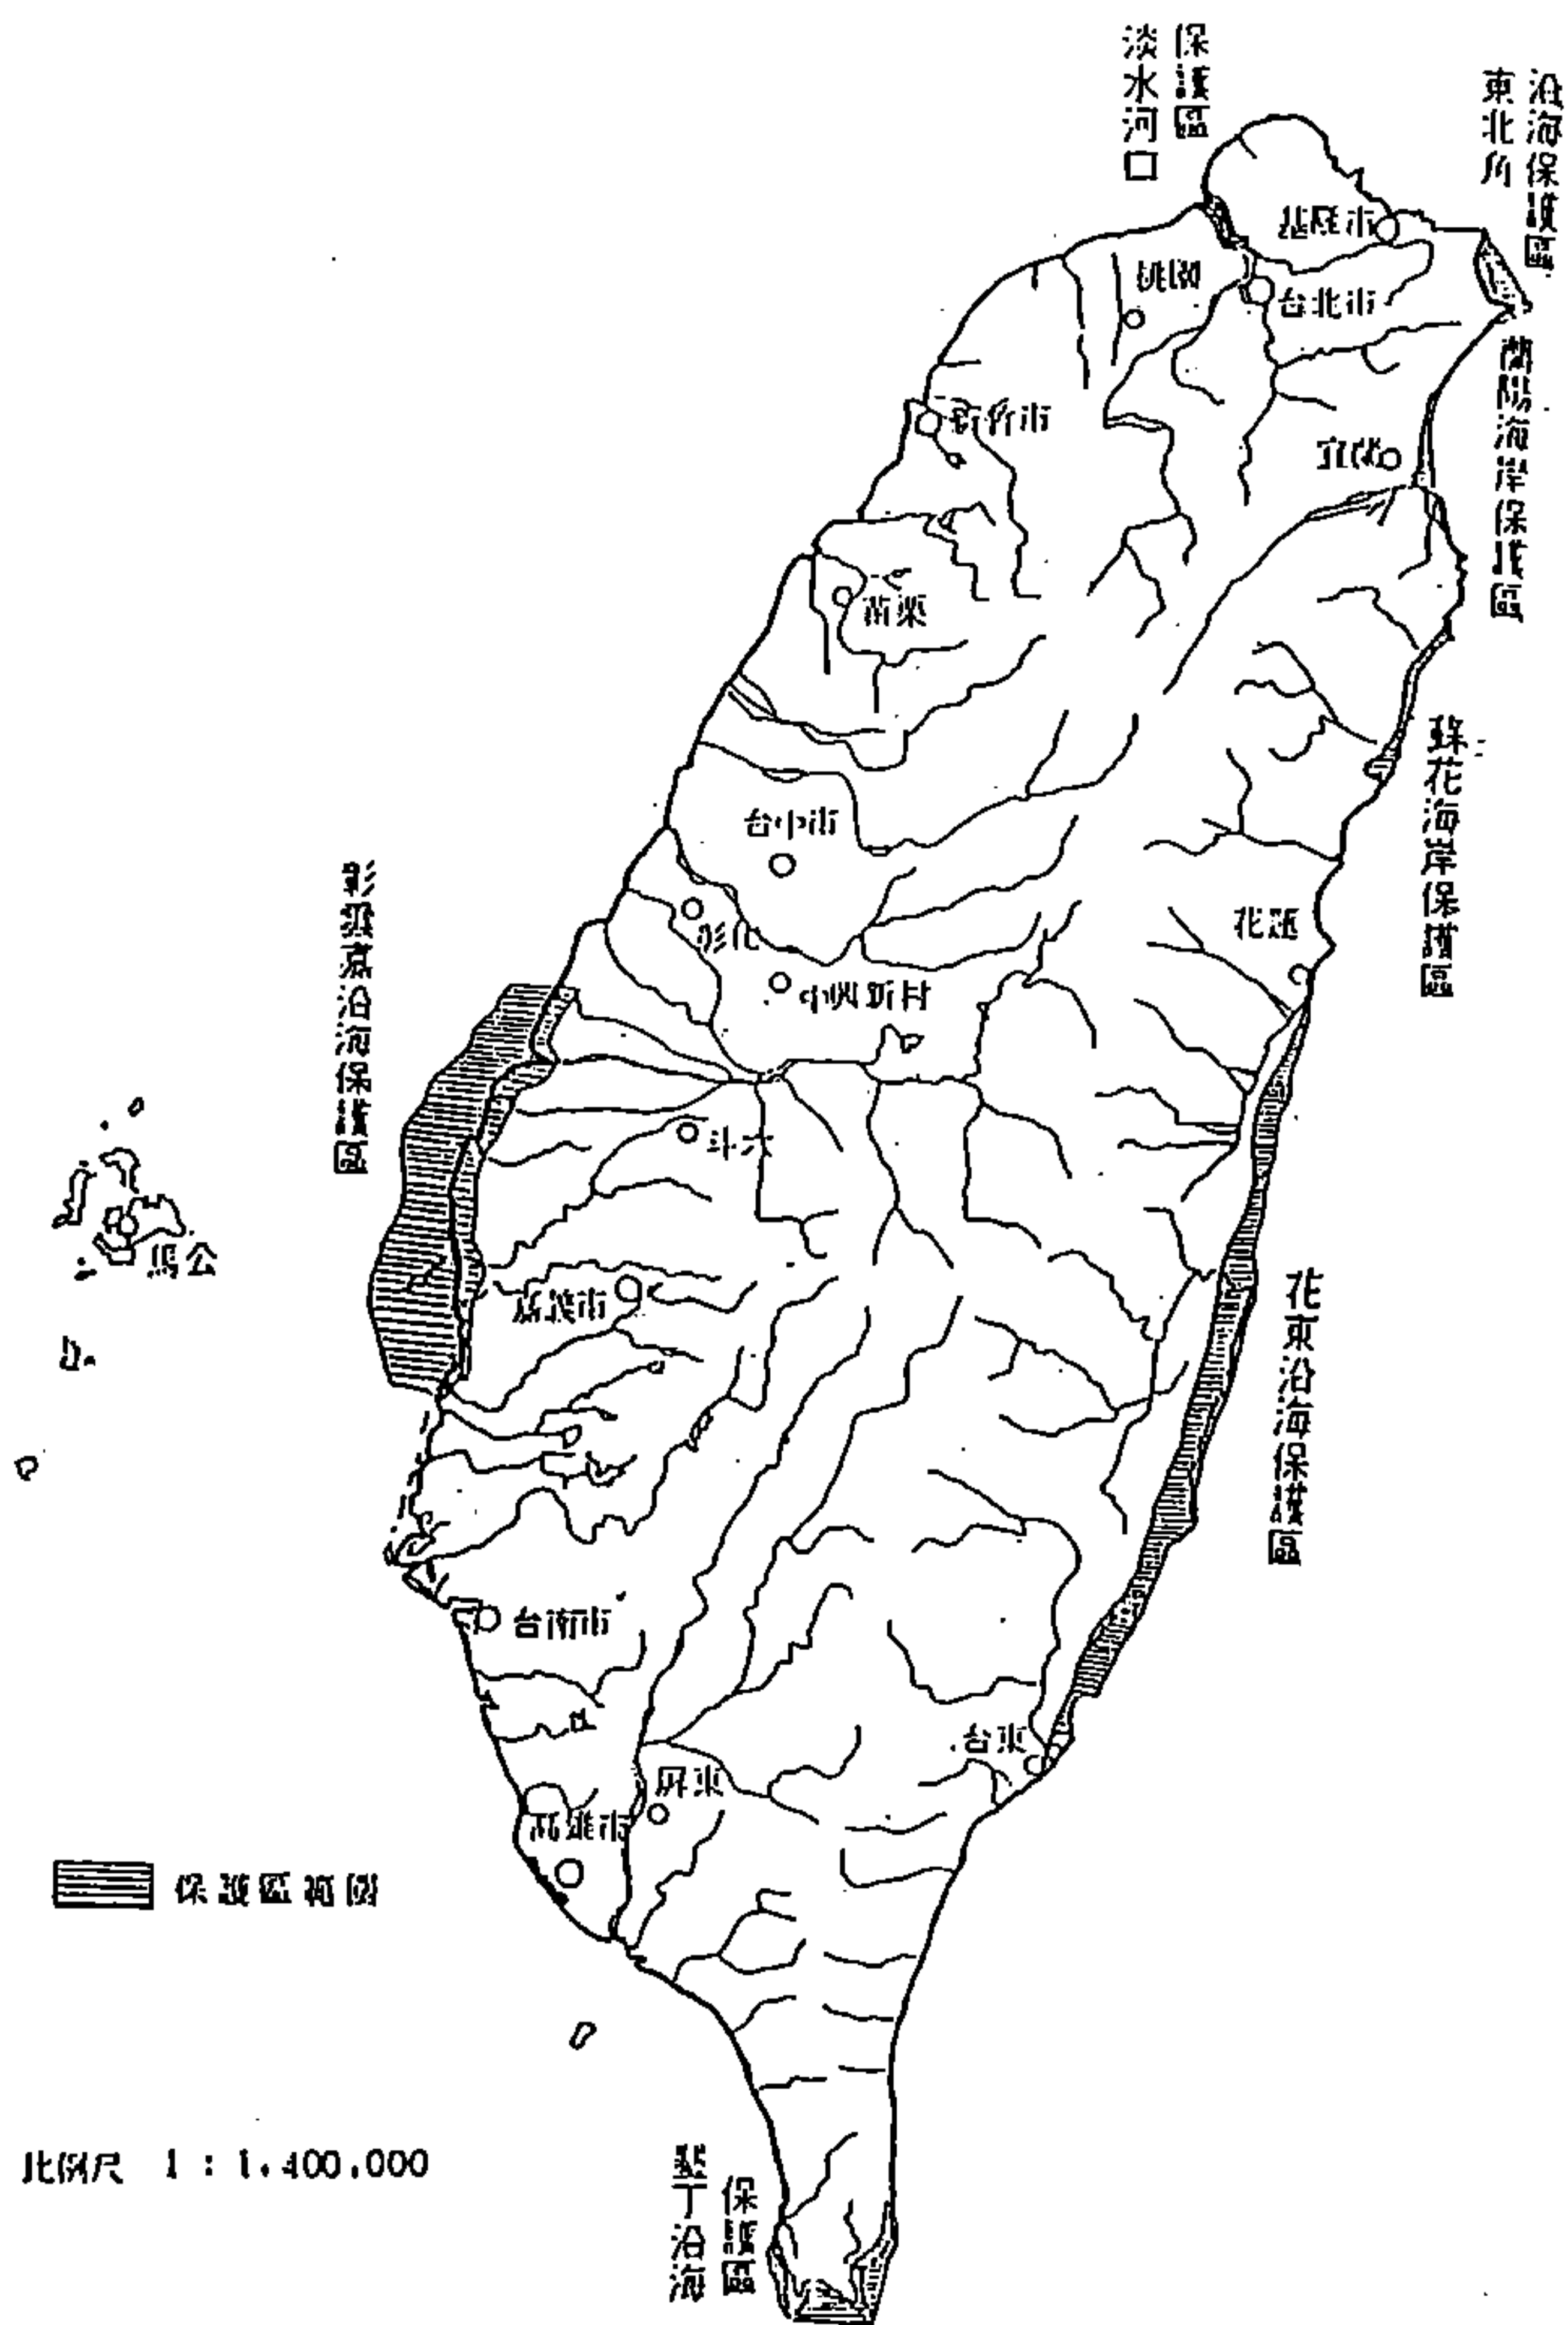 淡水河口
保護區
東北角
沿海保護區
基隆市
桃園
台北市
蘭陽海岸保護區
新竹市
宜蘭
苗栗
蘇花海岸保護區
台中市
彰雲嘉沿海保護區
彰化
花蓮
中興新村
斗六
馬公
嘉義市
花東沿海保護區
台南市
台東
屏東
高雄市
保護區範圍
比例尺 1：1,400,000
墾丁沿海
保護區